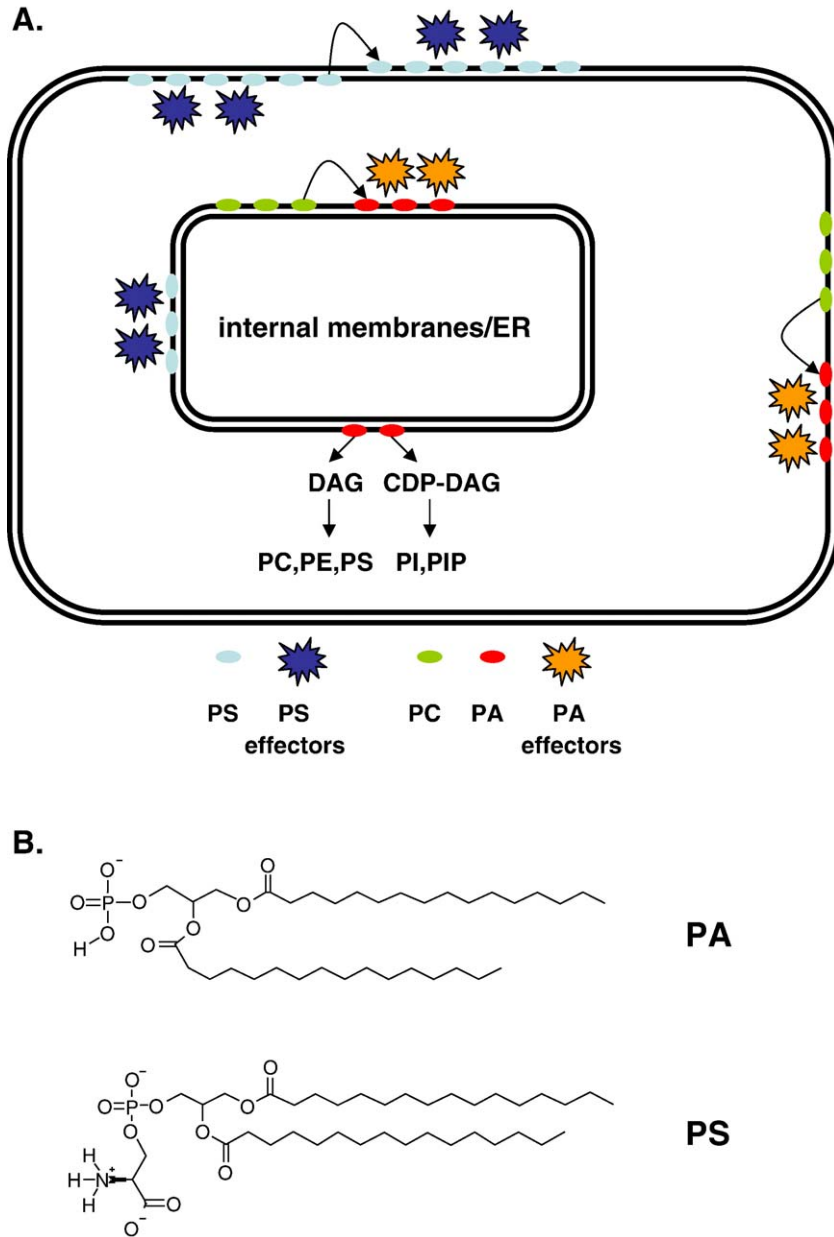 A.
internal membranes/ER
DAG CDP-DAG
PC,PE,PS PI,PIP
PS PS PC PA PA
effectors effectors
B.
O−
O
O=P−O
O
O
H
O
O
PA
O−
O
O=P−O
O
O
O
H
O
H−N+
H
O
O−
PS